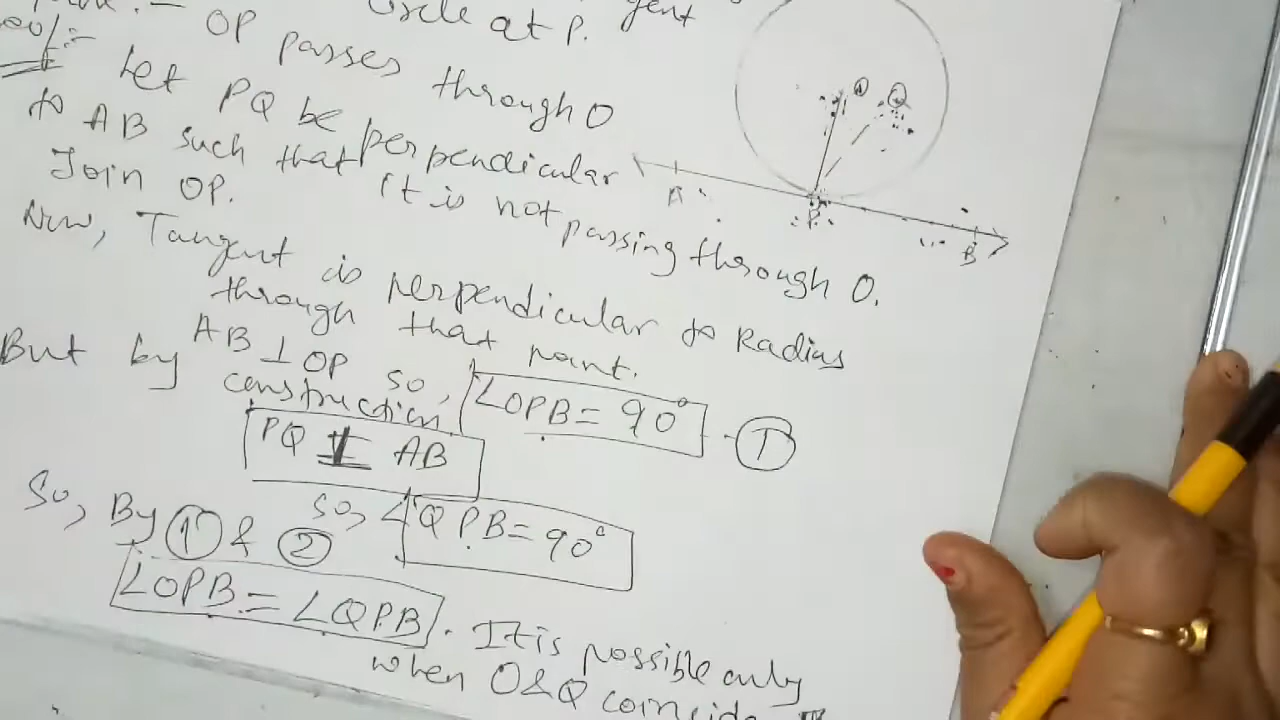 Circle at P.
OP passes through O
Let PQ be perpendicular
to AB such that it is not passing through O.
Join OP.
Now, Tangent is perpendicular to Radius
through that point.
AB ⊥ OP so, ∠OPB = 90° - ①
But by construction
PQ ⊥ AB
so, ∠QPB = 90°
So, By ① & ②
∠OPB = ∠QPB. It is possible only
when O & Q coincide
O
Q
A
P
B